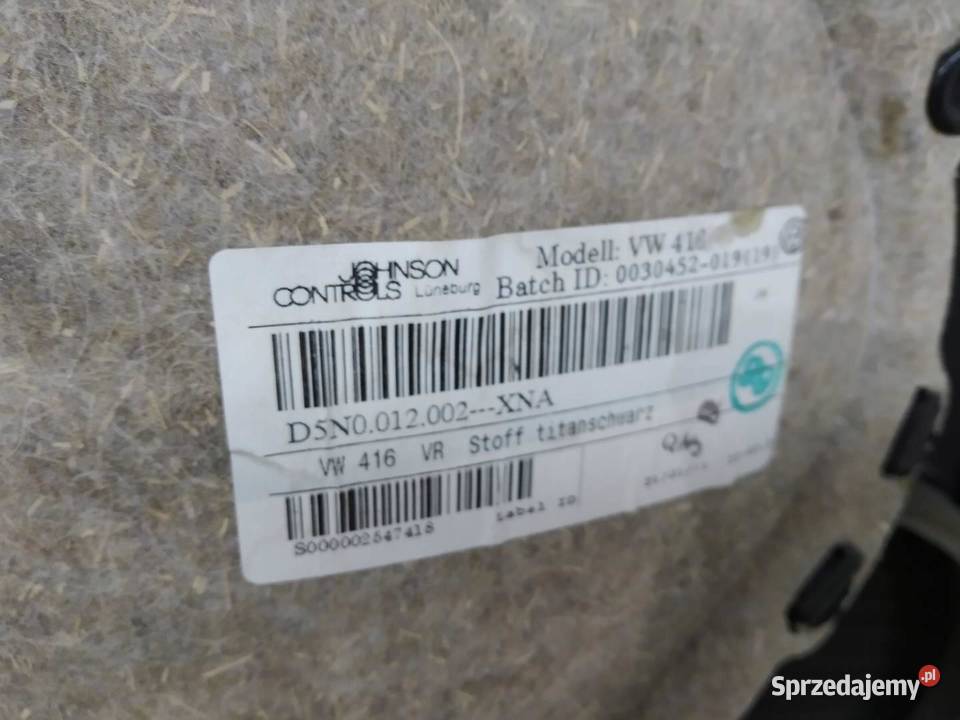 JOHNSON
CONTROLS Lüneburg
Modell: VW 416
Batch ID: 0030452-019(19)
D5N0.012.002---XNA
VW 416 VR Stoff titanschwarz
S000002547418
Label ID
Sprzedajemy.pl